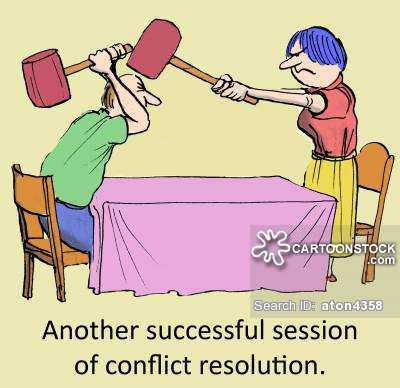 CARTOONSTOCK
.com
Search ID: aton4358
Another successful session
of conflict resolution.